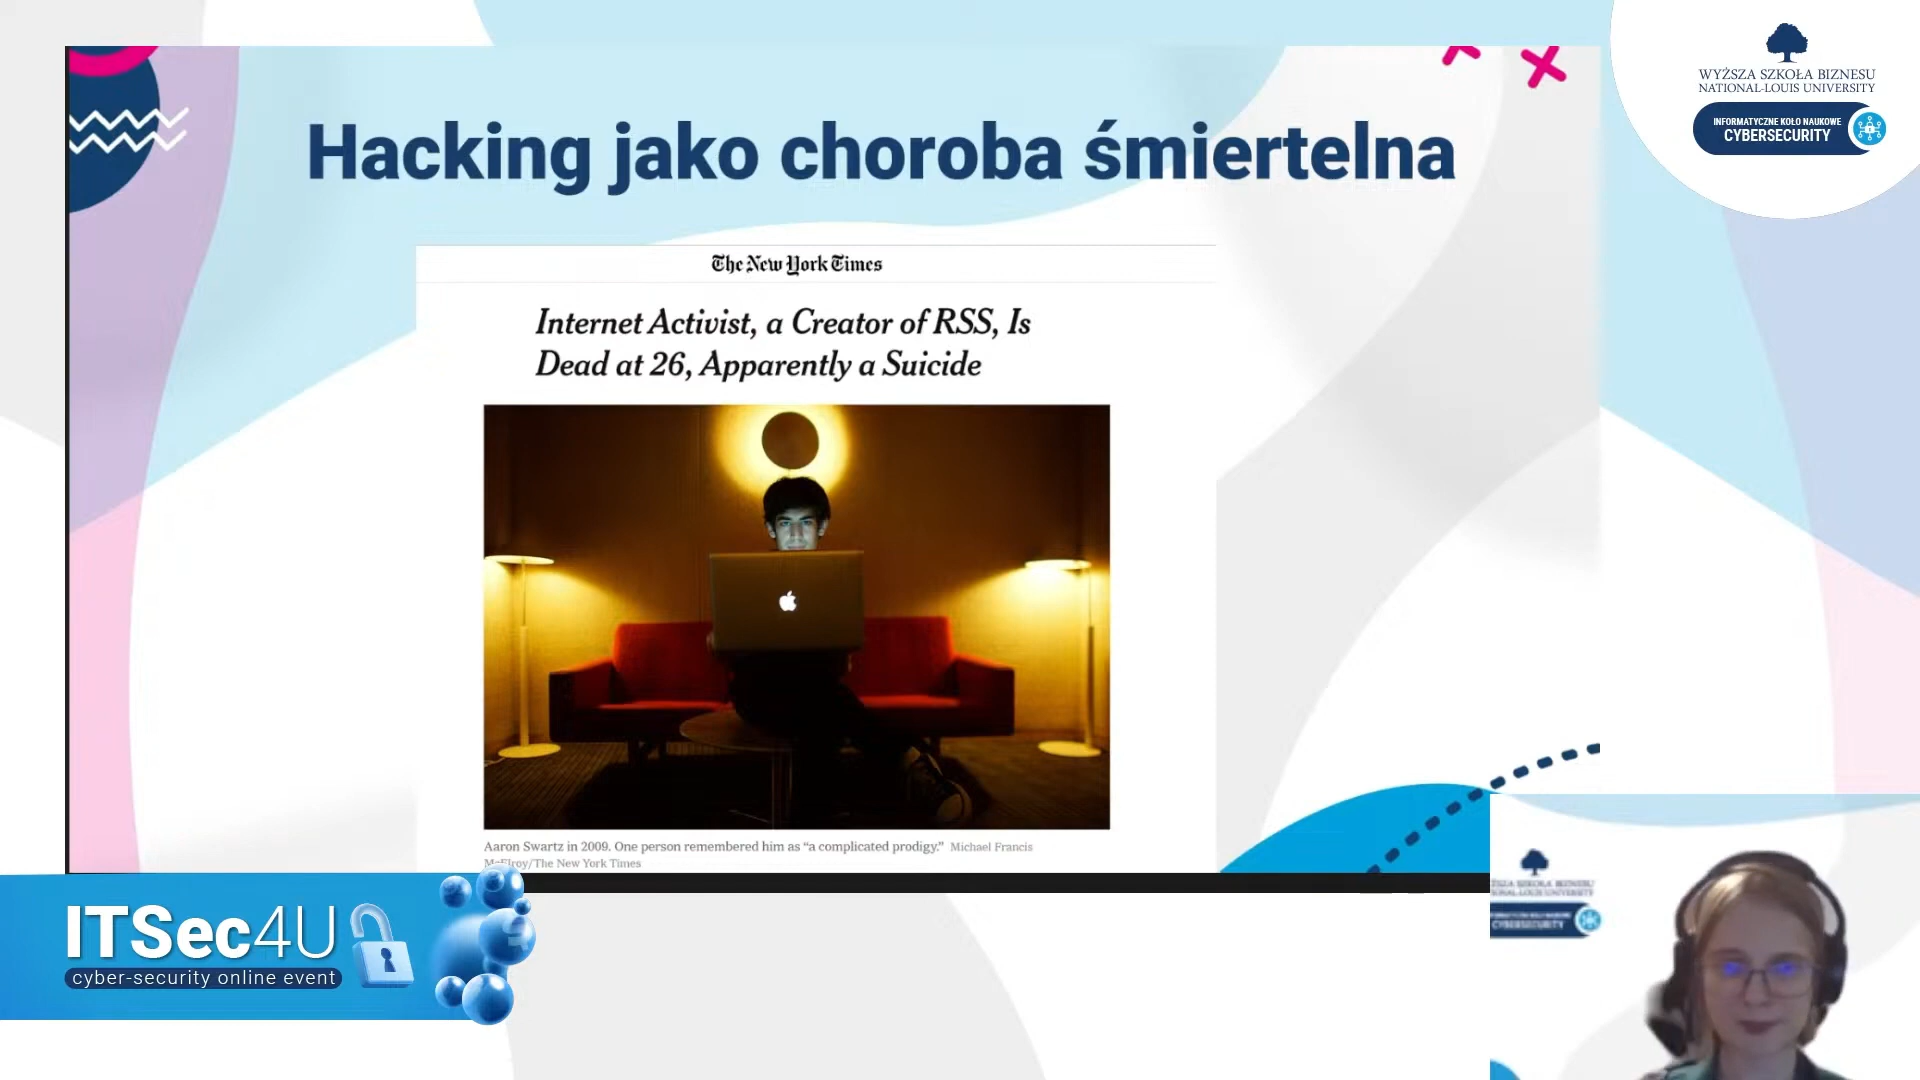 WYŻSZA SZKOŁA BIZNESU
NATIONAL-LOUIS UNIVERSITY
INFORMATYCZNE KOŁO NAUKOWE
CYBERSECURITY
Hacking jako choroba śmiertelna
The New York Times
Internet Activist, a Creator of RSS, Is
Dead at 26, Apparently a Suicide
Aaron Swartz in 2009. One person remembered him as “a complicated prodigy.” Michael Francis
McElroy/The New York Times
ITSec4U
cyber-security online event
CYBERSECURITY